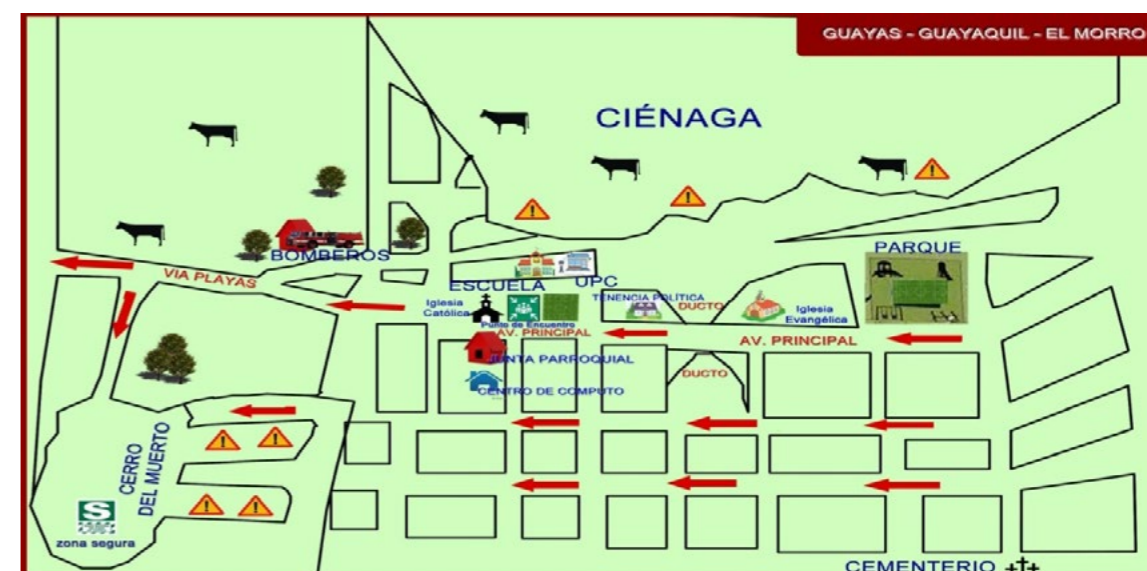 GUAYAS - GUAYAQUIL - EL MORRO
CIÉNAGA
BOMBEROS
PARQUE
VIA PLAYAS
ESCUELA
UPC
TENENCIA POLÍTICA
DUCTO
Iglesia
Católica
Iglesia
Evangélica
Punto de Encuentro
AV. PRINCIPAL
AV. PRINCIPAL
JUNTA PARROQUIAL
DUCTO
CENTRO DE COMPUTO
CERRO
DEL MUERTO
S
zona segura
CEMENTERIO